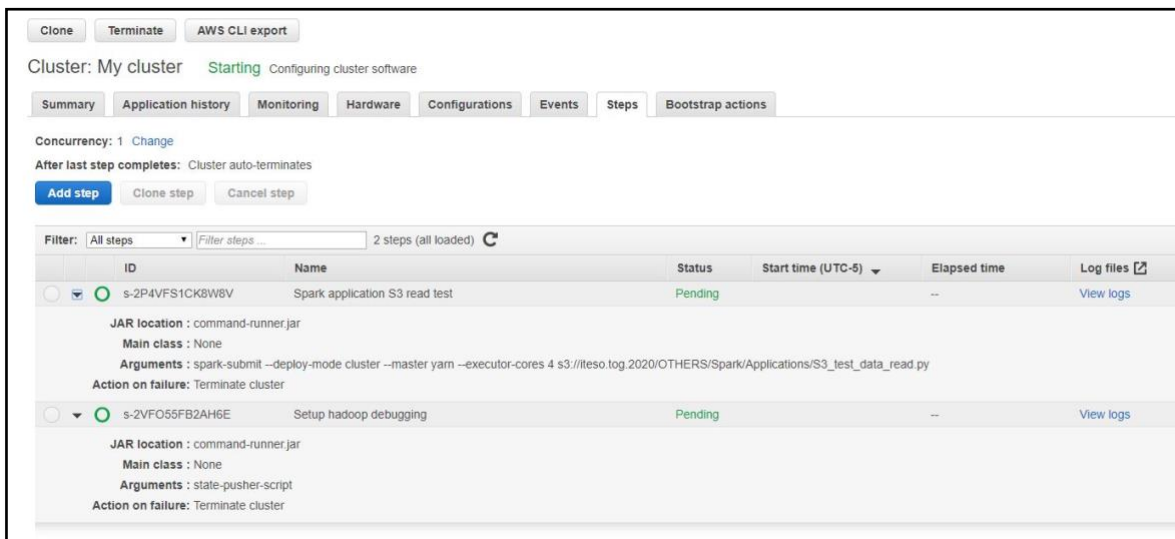 Clone Terminate AWS CLI export
Cluster: My cluster Starting Configuring cluster software
Summary Application history Monitoring Hardware Configurations Events Steps Bootstrap actions
Concurrency: 1 Change
After last step completes: Cluster auto-terminates
Add step Clone step Cancel step
Filter: All steps Filter steps ... 2 steps (all loaded)
ID Name Status Start time (UTC-5) Elapsed time Log files
s-2P4VFS1CK8W8V Spark application S3 read test Pending -- View logs
JAR location : command-runner.jar
Main class : None
Arguments : spark-submit --deploy-mode cluster --master yarn --executor-cores 4 s3://iteso.tog.2020/OTHERS/Spark/Applications/S3_test_data_read.py
Action on failure: Terminate cluster
s-2VFO55FB2AH6E Setup hadoop debugging Pending -- View logs
JAR location : command-runner.jar
Main class : None
Arguments : state-pusher-script
Action on failure: Terminate cluster